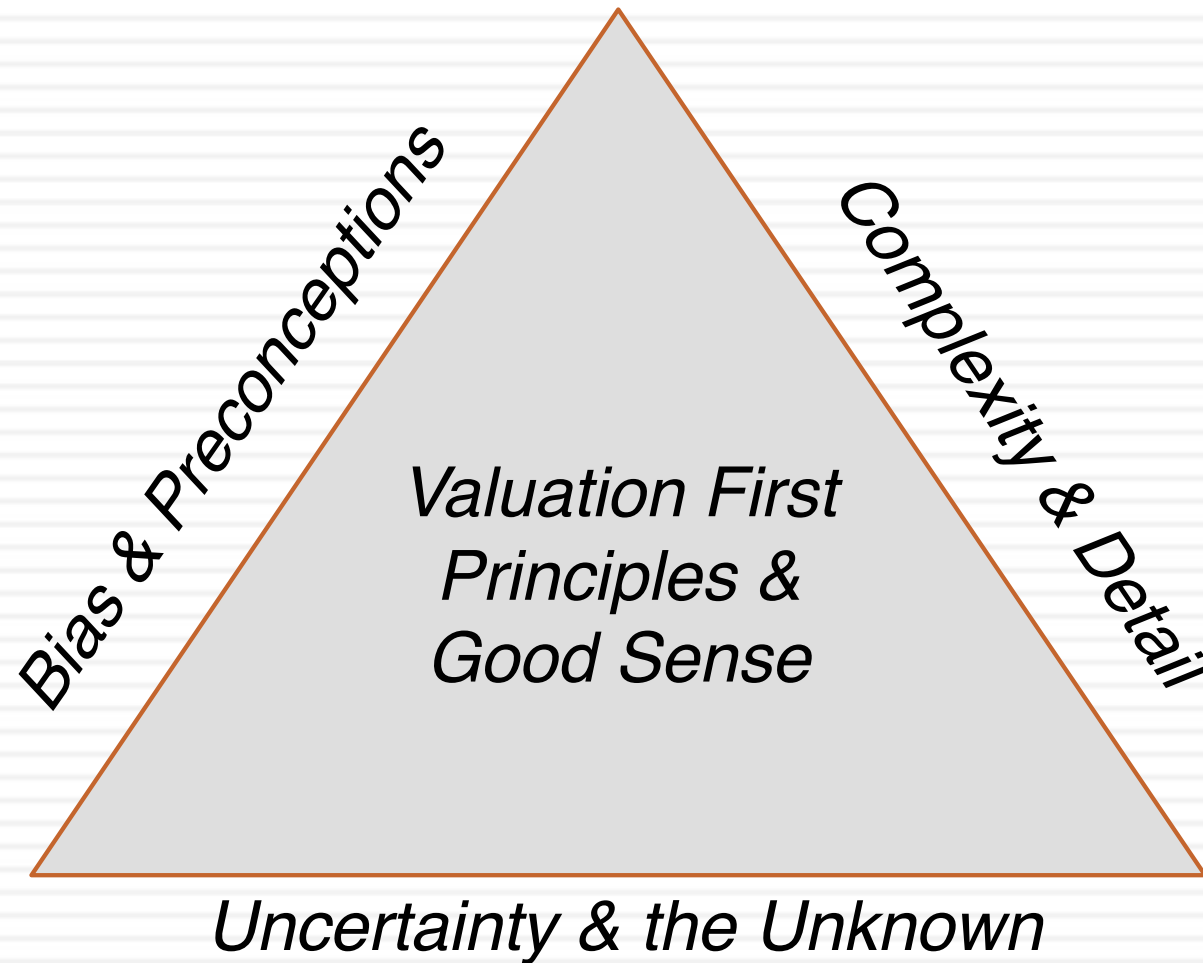 Bias & Preconceptions
Complexity & Detail
Valuation First
Principles &
Good Sense
Uncertainty & the Unknown